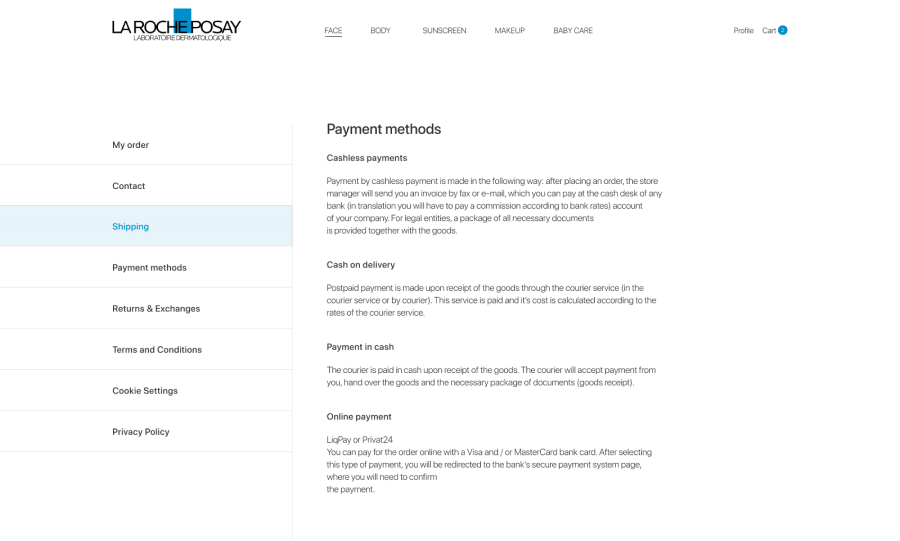 LA ROCHE POSAY
LABORATOIRE DERMATOLOGIQUE
FACE
BODY
SUNSCREEN
MAKEUP
BABY CARE
Profile
Cart
My order
Contact
Shipping
Payment methods
Returns & Exchanges
Terms and Conditions
Cookie Settings
Privacy Policy
Payment methods
Cashless payments
Payment by cashless payment is made in the following way: after placing an order, the store
manager will send you an invoice by fax or e-mail, which you can pay at the cash desk of any
bank (in translation you will have to pay a commission according to bank rates) account
of your company. For legal entities, a package of all necessary documents
is provided together with the goods.
Cash on delivery
Postpaid payment is made upon receipt of the goods through the courier service (in the
courier service or by courier). This service is paid and it's cost is calculated according to the
rates of the courier service.
Payment in cash
The courier is paid in cash upon receipt of the goods. The courier will accept payment from
you, hand over the goods and the necessary package of documents (goods receipt).
Online payment
LiqPay or Privat24
You can pay for the order online with a Visa and / or MasterCard bank card. After selecting
this type of payment, you will be redirected to the bank's secure payment system page,
where you will need to confirm
the payment.